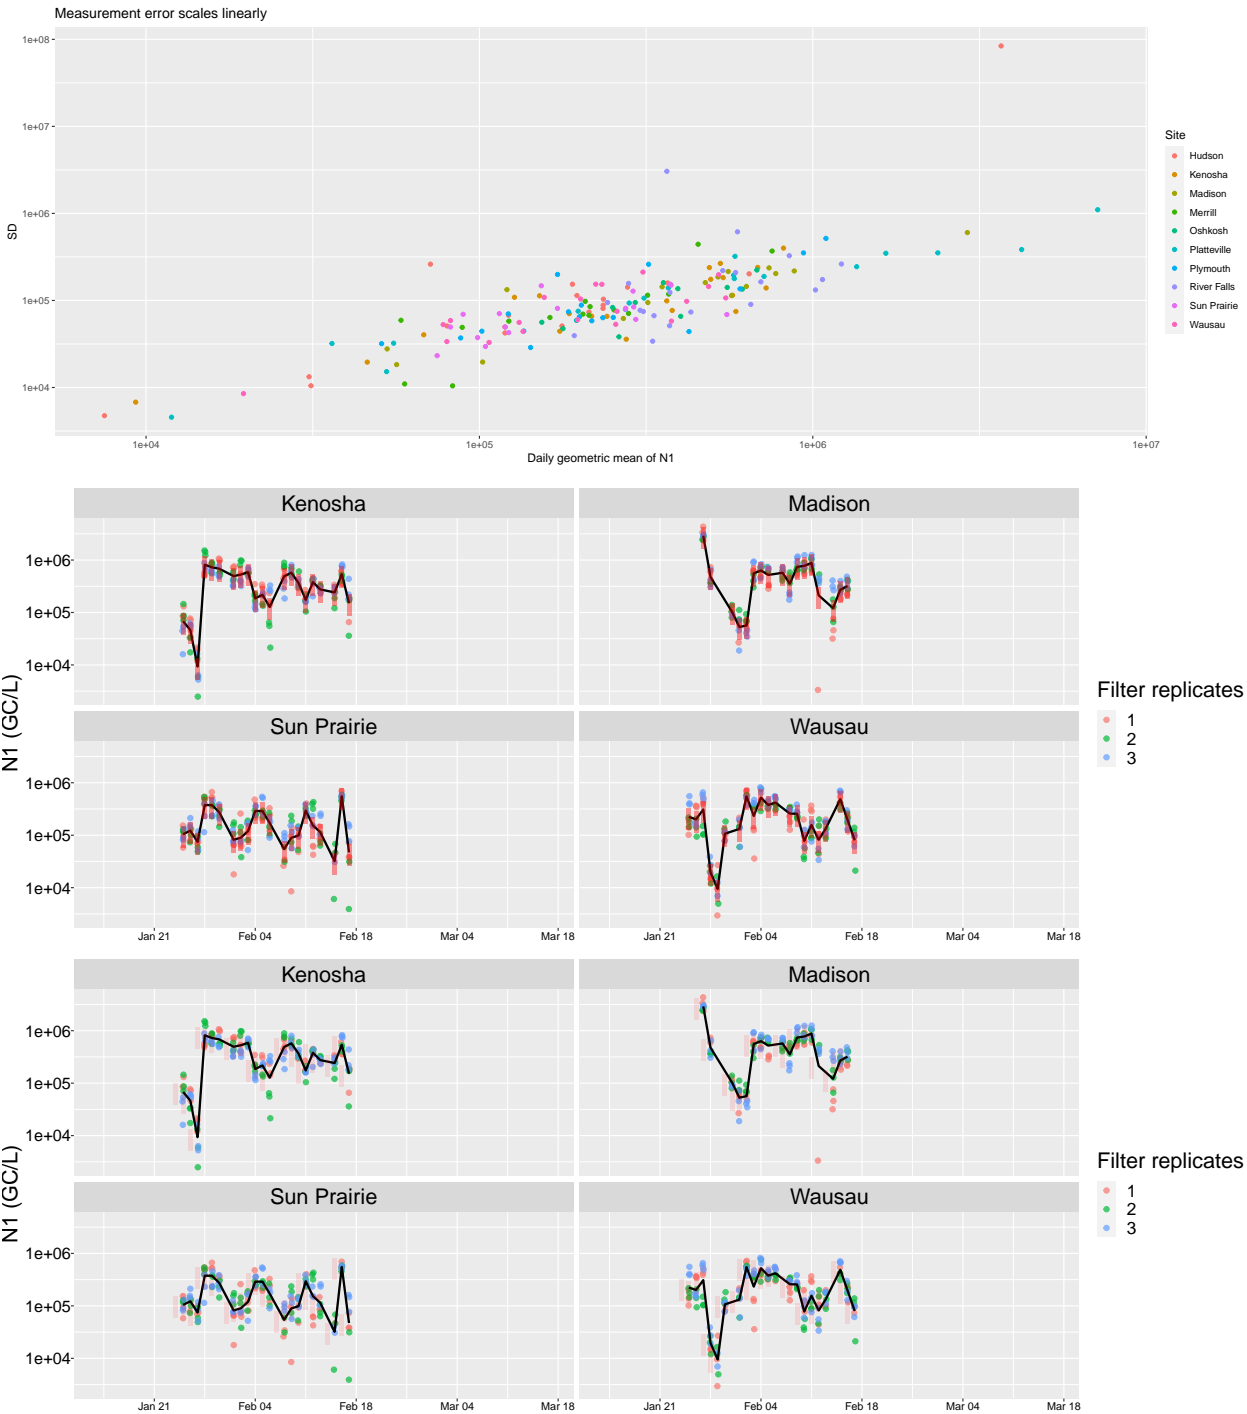 Measurement error scales linearly
1e+08
1e+07
1e+06
1e+05
1e+04
SD
1e+04 1e+05 1e+06 1e+07
Daily geometric mean of N1
Site
Hudson
Kenosha
Madison
Merrill
Oshkosh
Platteville
Plymouth
River Falls
Sun Prairie
Wausau
Kenosha Madison
1e+06
1e+05
1e+04
Sun Prairie Wausau
1e+06
1e+05
1e+04
N1 (GC/L)
Jan 21 Feb 04 Feb 18 Mar 04 Mar 18 Jan 21 Feb 04 Feb 18 Mar 04 Mar 18
Filter replicates
1
2
3
Kenosha Madison
1e+06
1e+05
1e+04
Sun Prairie Wausau
1e+06
1e+05
1e+04
N1 (GC/L)
Jan 21 Feb 04 Feb 18 Mar 04 Mar 18 Jan 21 Feb 04 Feb 18 Mar 04 Mar 18
Filter replicates
1
2
3